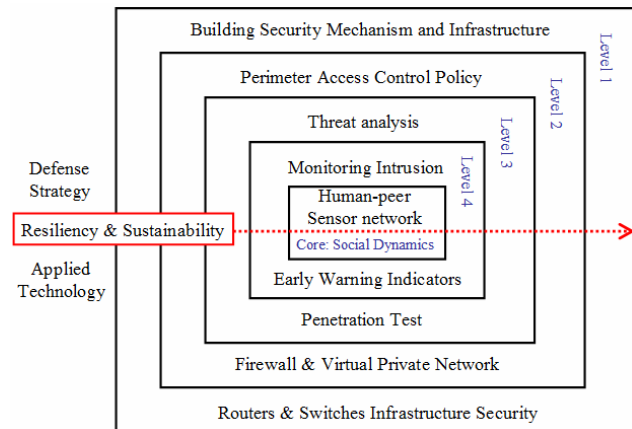 Building Security Mechanism and Infrastructure
Level 1
Perimeter Access Control Policy
Level 2
Threat analysis
Level 3
Monitoring Intrusion
Level 4
Human-peer
Sensor network
Core: Social Dynamics
Defense
Strategy
Resiliency & Sustainability
Applied
Technology
Early Warning Indicators
Penetration Test
Firewall & Virtual Private Network
Routers & Switches Infrastructure Security